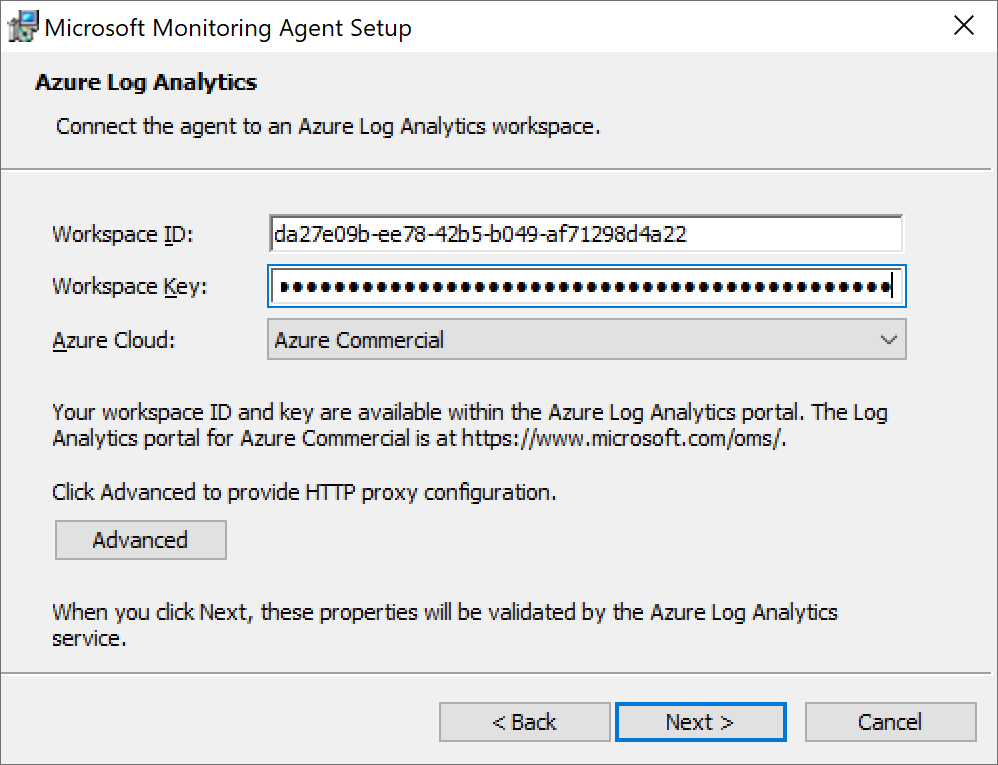 Microsoft Monitoring Agent Setup
Azure Log Analytics
Connect the agent to an Azure Log Analytics workspace.
Workspace ID: da27e09b-ee78-42b5-b049-af71298d4a22
Workspace Key: ••••••••••••••••••••••••••••••••••••••••••••
Azure Cloud: Azure Commercial
Your workspace ID and key are available within the Azure Log Analytics portal. The Log
Analytics portal for Azure Commercial is at https://www.microsoft.com/oms/.
Click Advanced to provide HTTP proxy configuration.
Advanced
When you click Next, these properties will be validated by the Azure Log Analytics
service.
< Back Next > Cancel